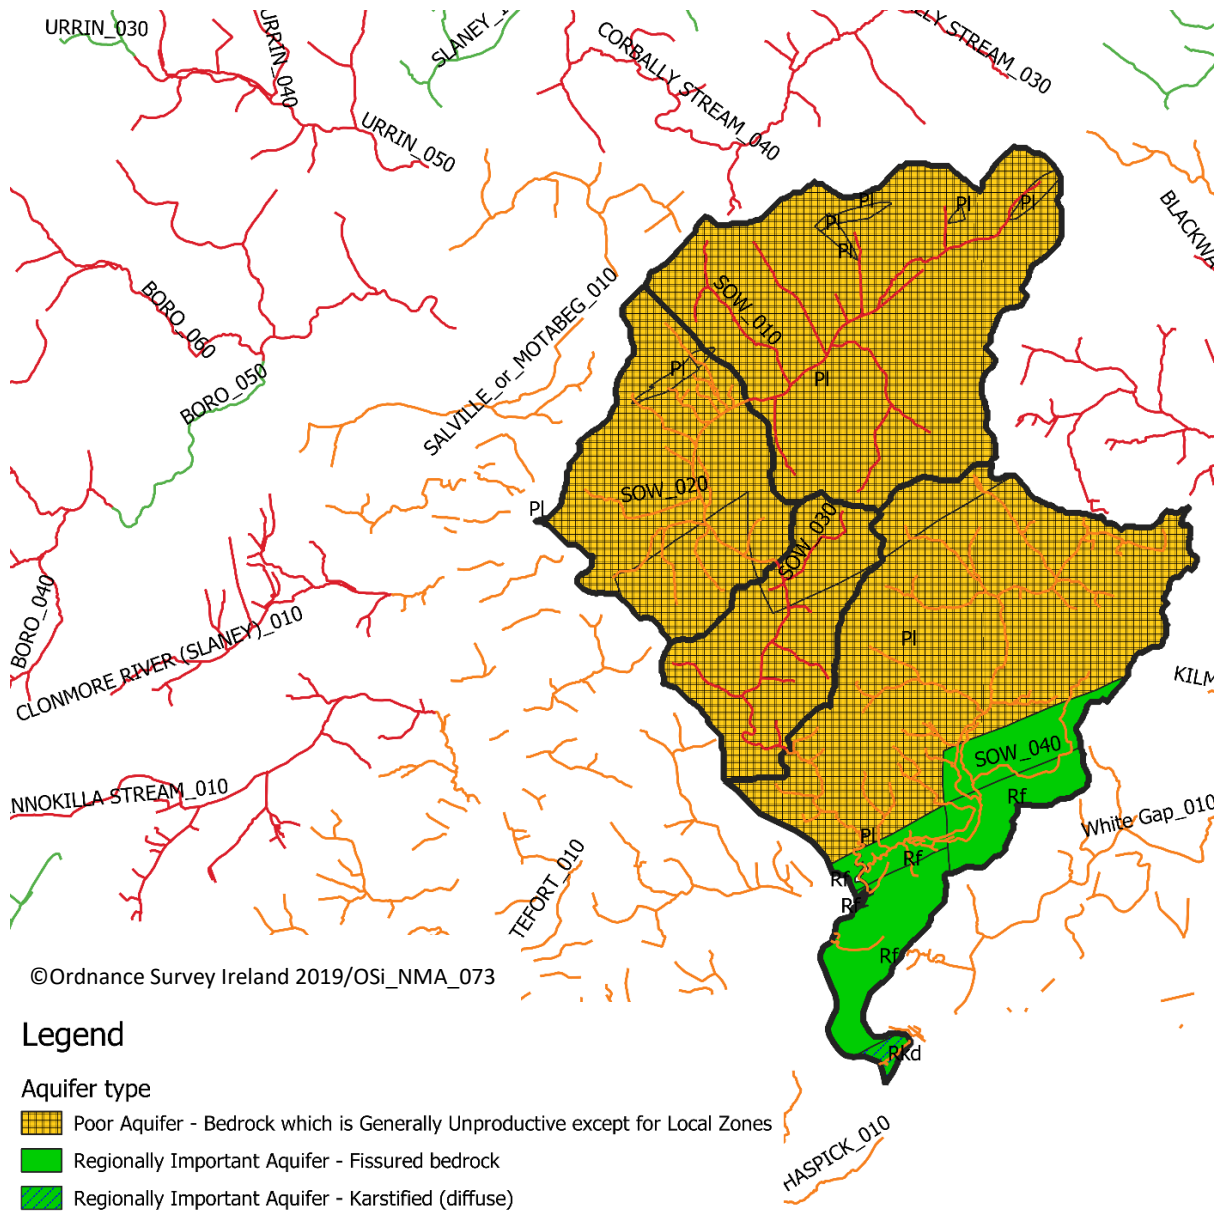 URRIN_030
URRIN_040
SLANEY_
CORBALLY STREAM_040
LLY STREAM_030
URRIN_050
BLACKWA
Pl
Pl
Pl
Pl
Pl
SOW_010
BORO_060
BORO_050
SALVILLE_or_MOTABEG_010
Pl
Pl
SOW_020
Pl
SOW_030
BORO_040
CLONMORE RIVER (SLANEY)_010
Pl
KILM
SOW_040
NNOKILLA STREAM_010
Rf
White Gap_010
Pl
Rf
TEFORT_010
Rf
Rf
Rf
©Ordnance Survey Ireland 2019/OSi_NMA_073
Rkd
Legend
Aquifer type
Poor Aquifer - Bedrock which is Generally Unproductive except for Local Zones
Regionally Important Aquifer - Fissured bedrock
Regionally Important Aquifer - Karstified (diffuse)
HASPICK_010